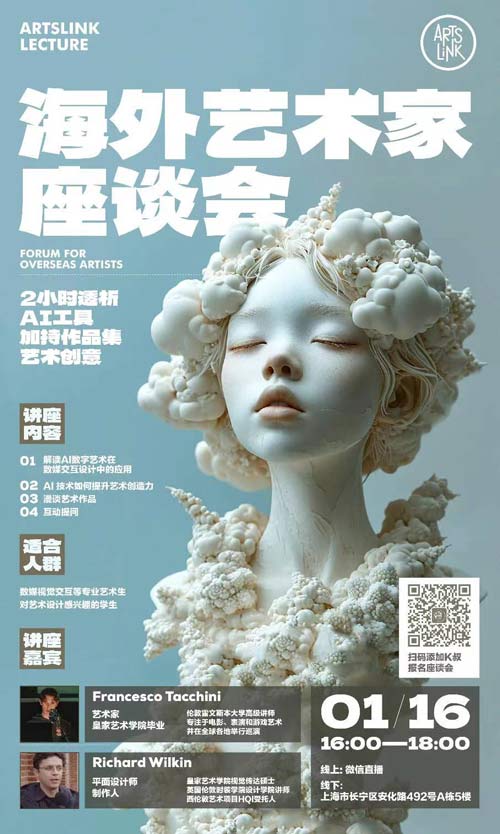 ARTSLINK
LECTURE
ARTS
LiNK
海外艺术家
座谈会
FORUM FOR
OVERSEAS ARTISTS
2小时透析
AI工具
加持作品集
艺术创意
讲座
内容
01 解读AI数字艺术在
数媒交互设计中的应用
02 AI 技术如何提升艺术创造力
03 漫谈艺术作品
04 互动提问
适合
人群
数媒视觉交互等专业艺术生
对艺术设计感兴趣的学生
扫码添加K叔
报名座谈会
讲座
嘉宾
Francesco Tacchini
艺术家
皇家艺术学院毕业
伦敦雷文斯本大学高级讲师
专注于电影、表演和游戏艺术
并在全球各地举行巡演
Richard Wilkin
平面设计师
制作人
皇家艺术学院视觉传达硕士
英国伦敦时装学院设计学院讲师
西伦敦艺术项目HQI受托人
01/16
16:00—18:00
线上: 微信直播
线下:
上海市长宁区安化路492号A栋5楼